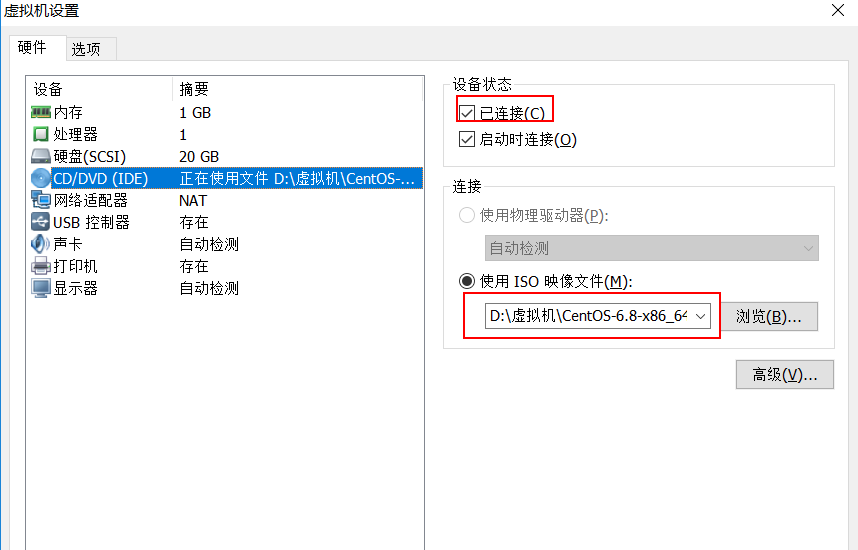 虚拟机设置
硬件 选项
设备 摘要
内存 1 GB
处理器 1
硬盘(SCSI) 20 GB
CD/DVD (IDE) 正在使用文件 D:\虚拟机\CentOS-...
网络适配器 NAT
USB 控制器 存在
声卡 自动检测
打印机 存在
显示器 自动检测
设备状态
已连接(C)
启动时连接(O)
连接
使用物理驱动器(P):
自动检测
使用 ISO 映像文件(M):
D:\虚拟机\CentOS-6.8-x86_64 浏览(B)...
高级(V)...